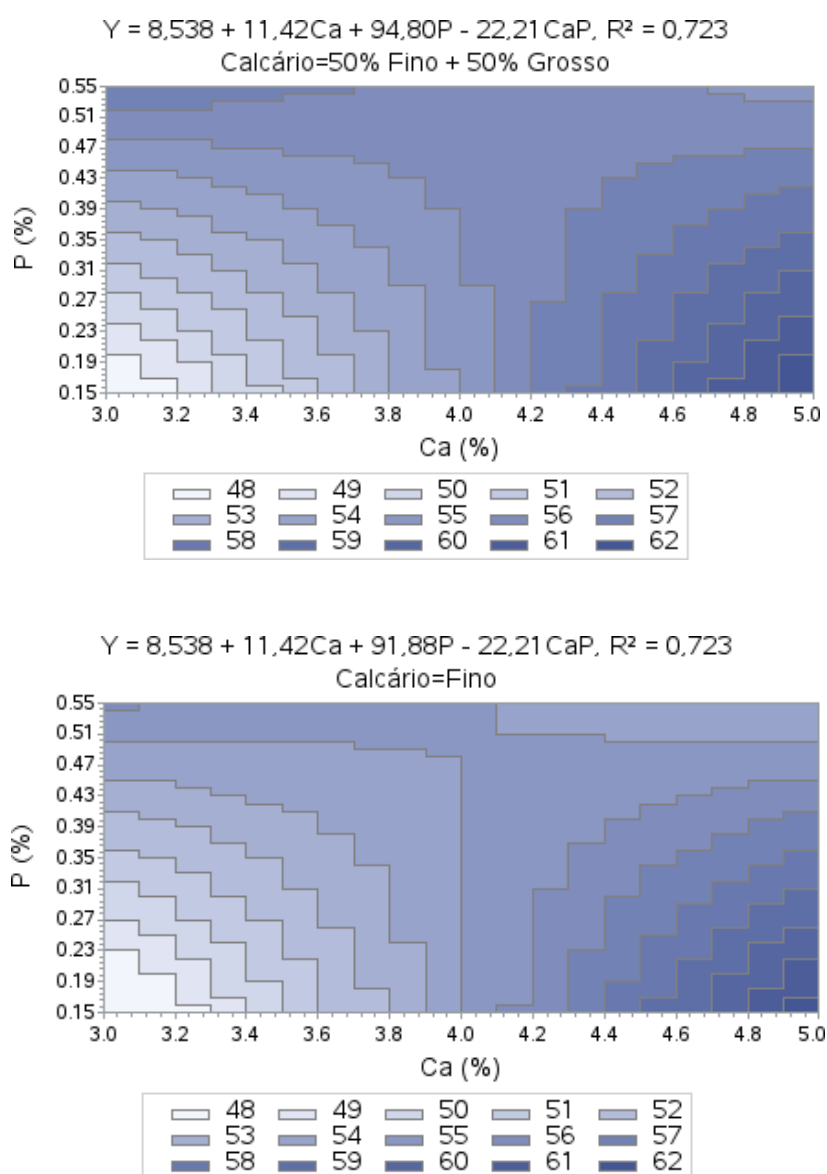 Y = 8,538 + 11,42Ca + 94,80P - 22,21CaP, R² = 0,723
Calcário=50% Fino + 50% Grosso
0.55
0.51
0.47
0.43
0.39
0.35
0.31
0.27
0.23
0.19
0.15
P (%)
3.0 3.2 3.4 3.6 3.8 4.0 4.2 4.4 4.6 4.8 5.0
Ca (%)
48 49 50 51 52
53 54 55 56 57
58 59 60 61 62
Y = 8,538 + 11,42Ca + 91,88P - 22,21CaP, R² = 0,723
Calcário=Fino
0.55
0.51
0.47
0.43
0.39
0.35
0.31
0.27
0.23
0.19
0.15
P (%)
3.0 3.2 3.4 3.6 3.8 4.0 4.2 4.4 4.6 4.8 5.0
Ca (%)
48 49 50 51 52
53 54 55 56 57
58 59 60 61 62